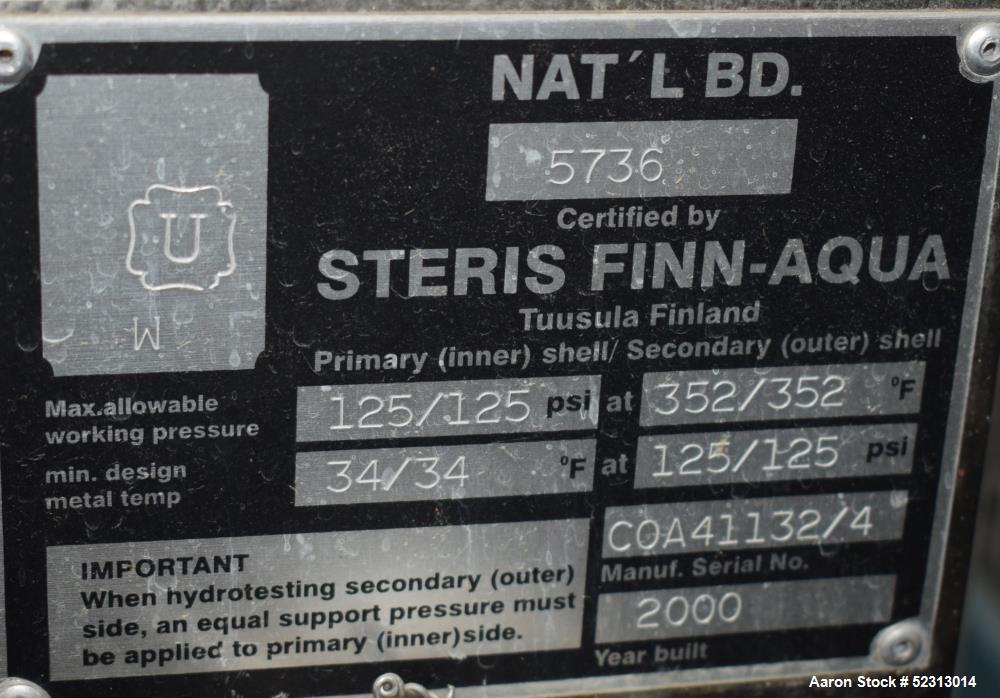 NAT´L BD.
5736
Certified by
STERIS FINN-AQUA
Tuusula Finland
U
M
Primary (inner) shell/ Secondary (outer) shell
Max.allowable
working pressure
125/125 psi at 352/352 °F
min. design
metal temp
34/34 °F at 125/125 psi
COA41132/4
Manuf. Serial No.
2000
Year built
IMPORTANT
When hydrotesting secondary (outer)
side, an equal support pressure must
be applied to primary (inner)side.
Aaron Stock # 52313014